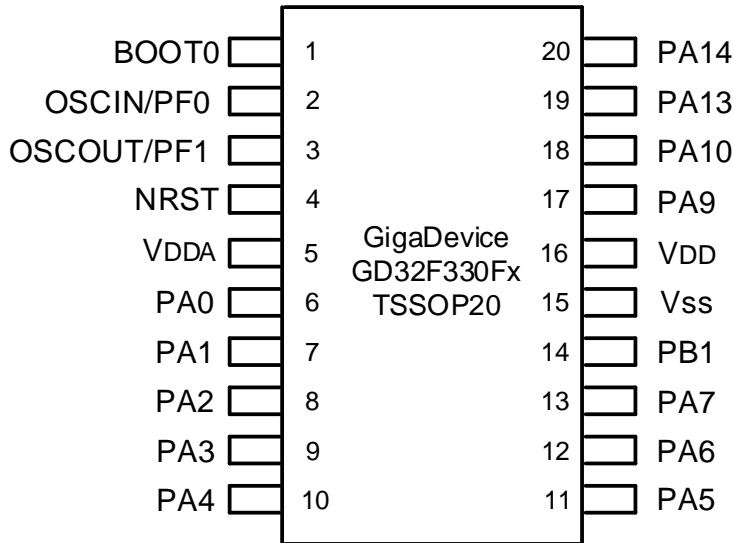 BOOT0 1 20 PA14
OSCIN/PF0 2 19 PA13
OSCOUT/PF1 3 18 PA10
NRST 4 17 PA9
VDDA 5 16 VDD
GigaDevice
GD32F330Fx
TSSOP20
PA0 6 15 Vss
PA1 7 14 PB1
PA2 8 13 PA7
PA3 9 12 PA6
PA4 10 11 PA5